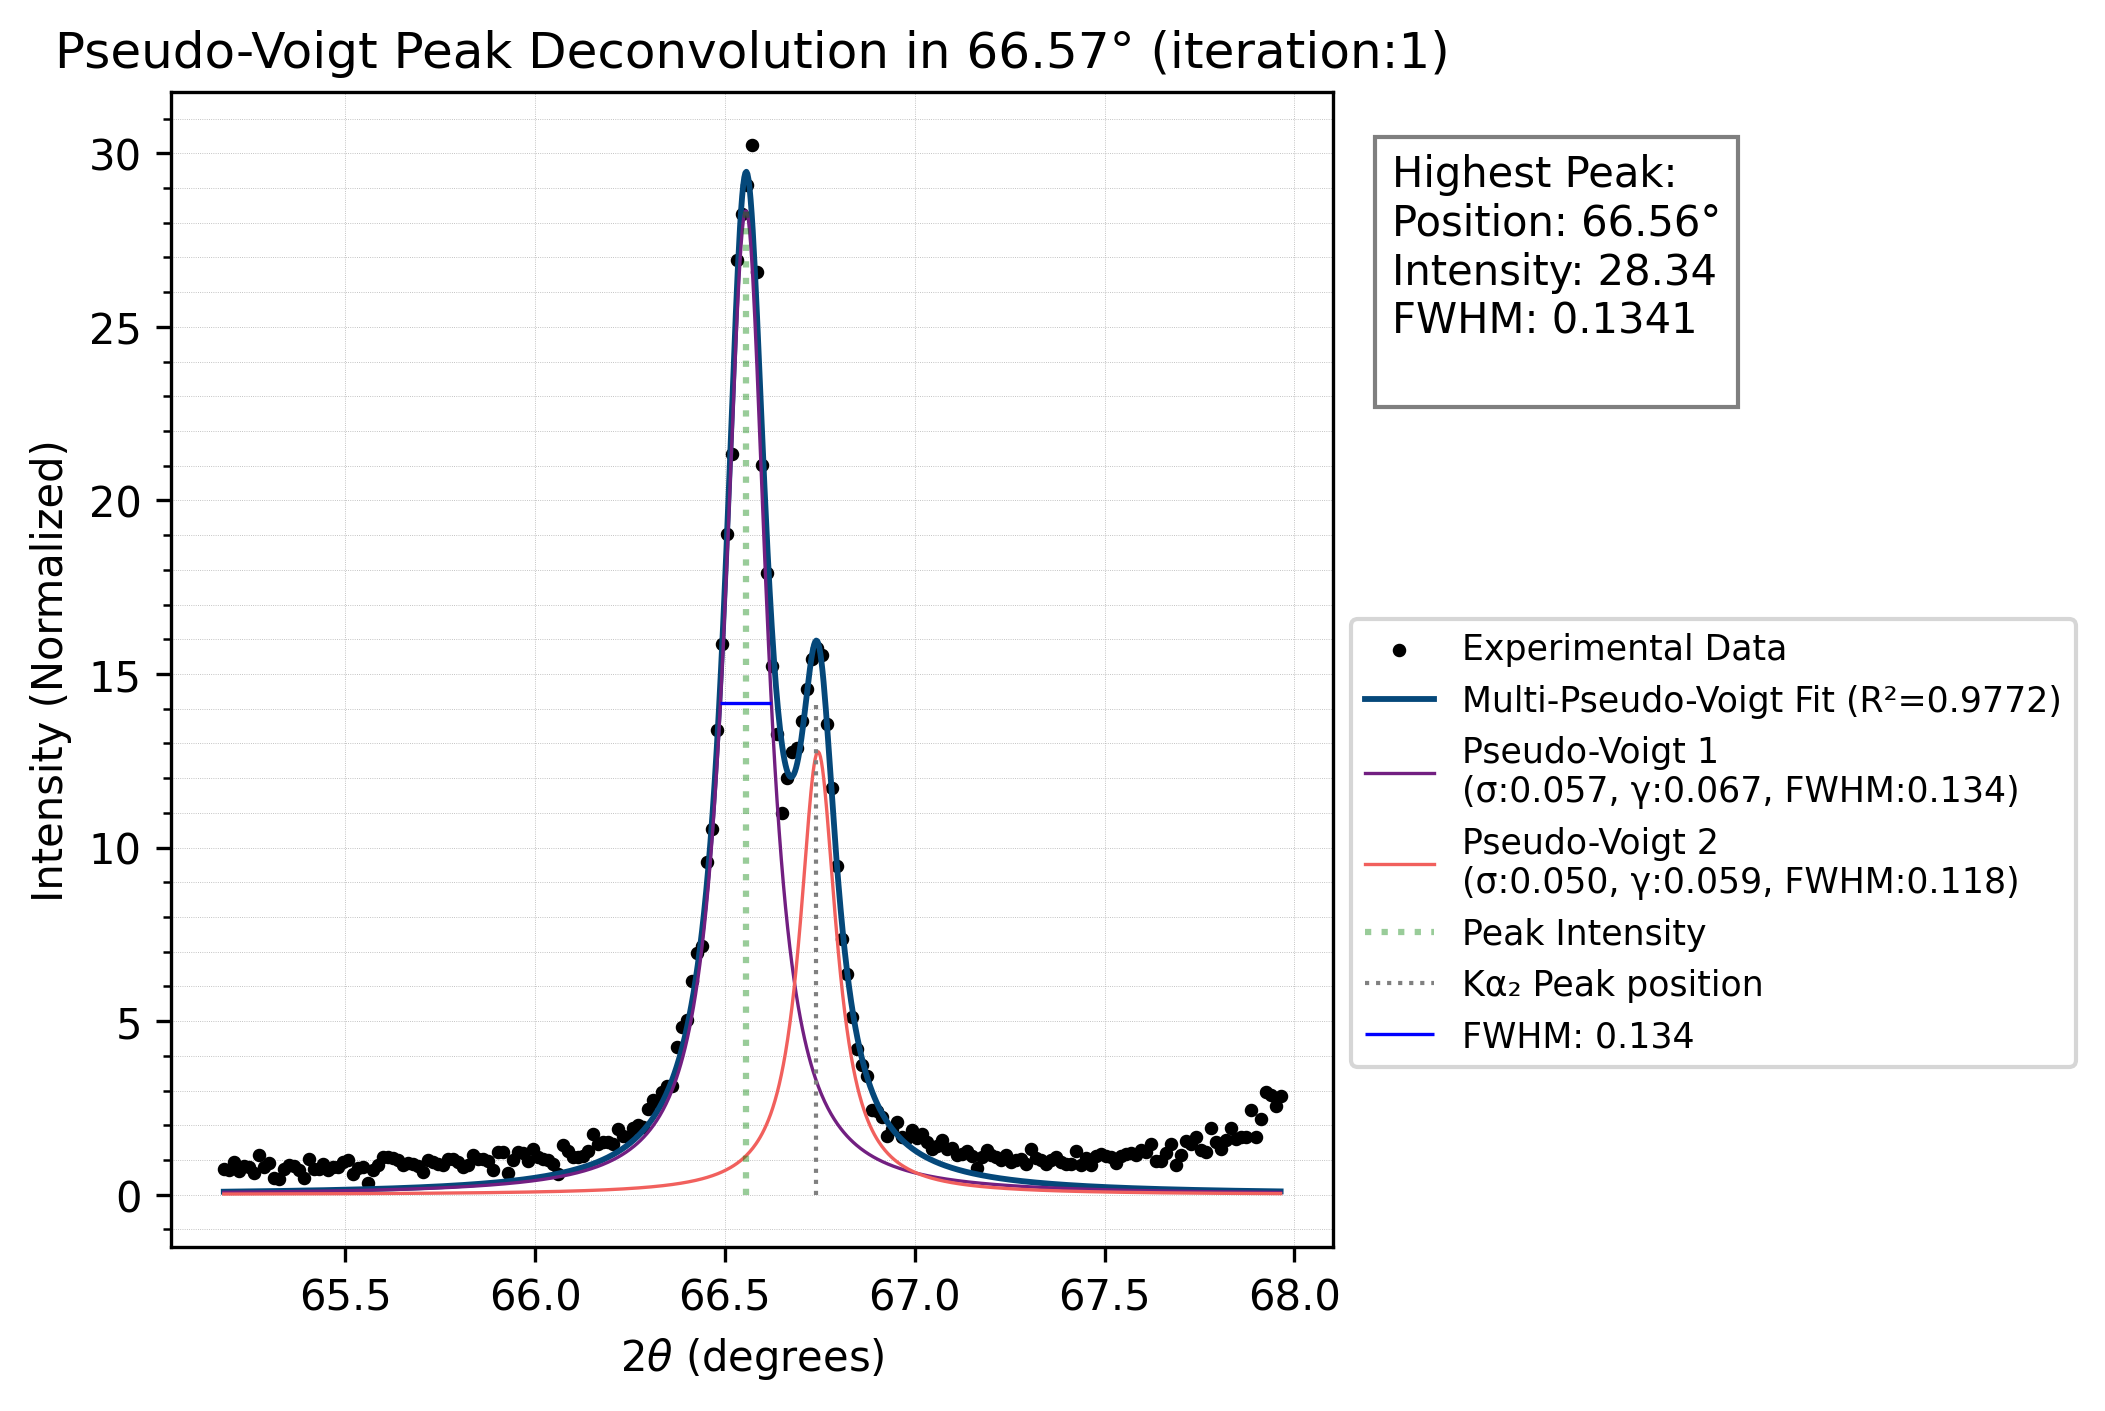 Pseudo-Voigt Peak Deconvolution in 66.57° (iteration:1)
Highest Peak:
Position: 66.56°
Intensity: 28.34
FWHM: 0.1341
Intensity (Normalized)
30
25
20
15
10
5
0
65.5 66.0 66.5 67.0 67.5 68.0
2θ (degrees)
Experimental Data
Multi-Pseudo-Voigt Fit (R²=0.9772)
Pseudo-Voigt 1
(σ:0.057, γ:0.067, FWHM:0.134)
Pseudo-Voigt 2
(σ:0.050, γ:0.059, FWHM:0.118)
Peak Intensity
Kα₂ Peak position
FWHM: 0.134